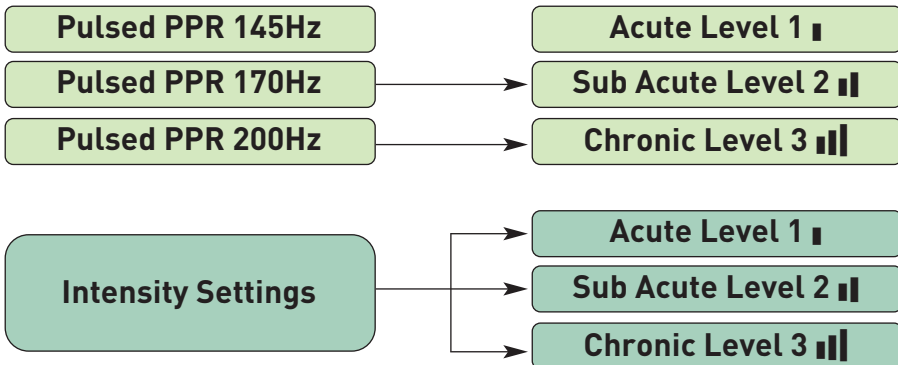 Pulsed PPR 145Hz
Acute Level 1
Pulsed PPR 170Hz
Sub Acute Level 2
Pulsed PPR 200Hz
Chronic Level 3
Intensity Settings
Acute Level 1
Sub Acute Level 2
Chronic Level 3